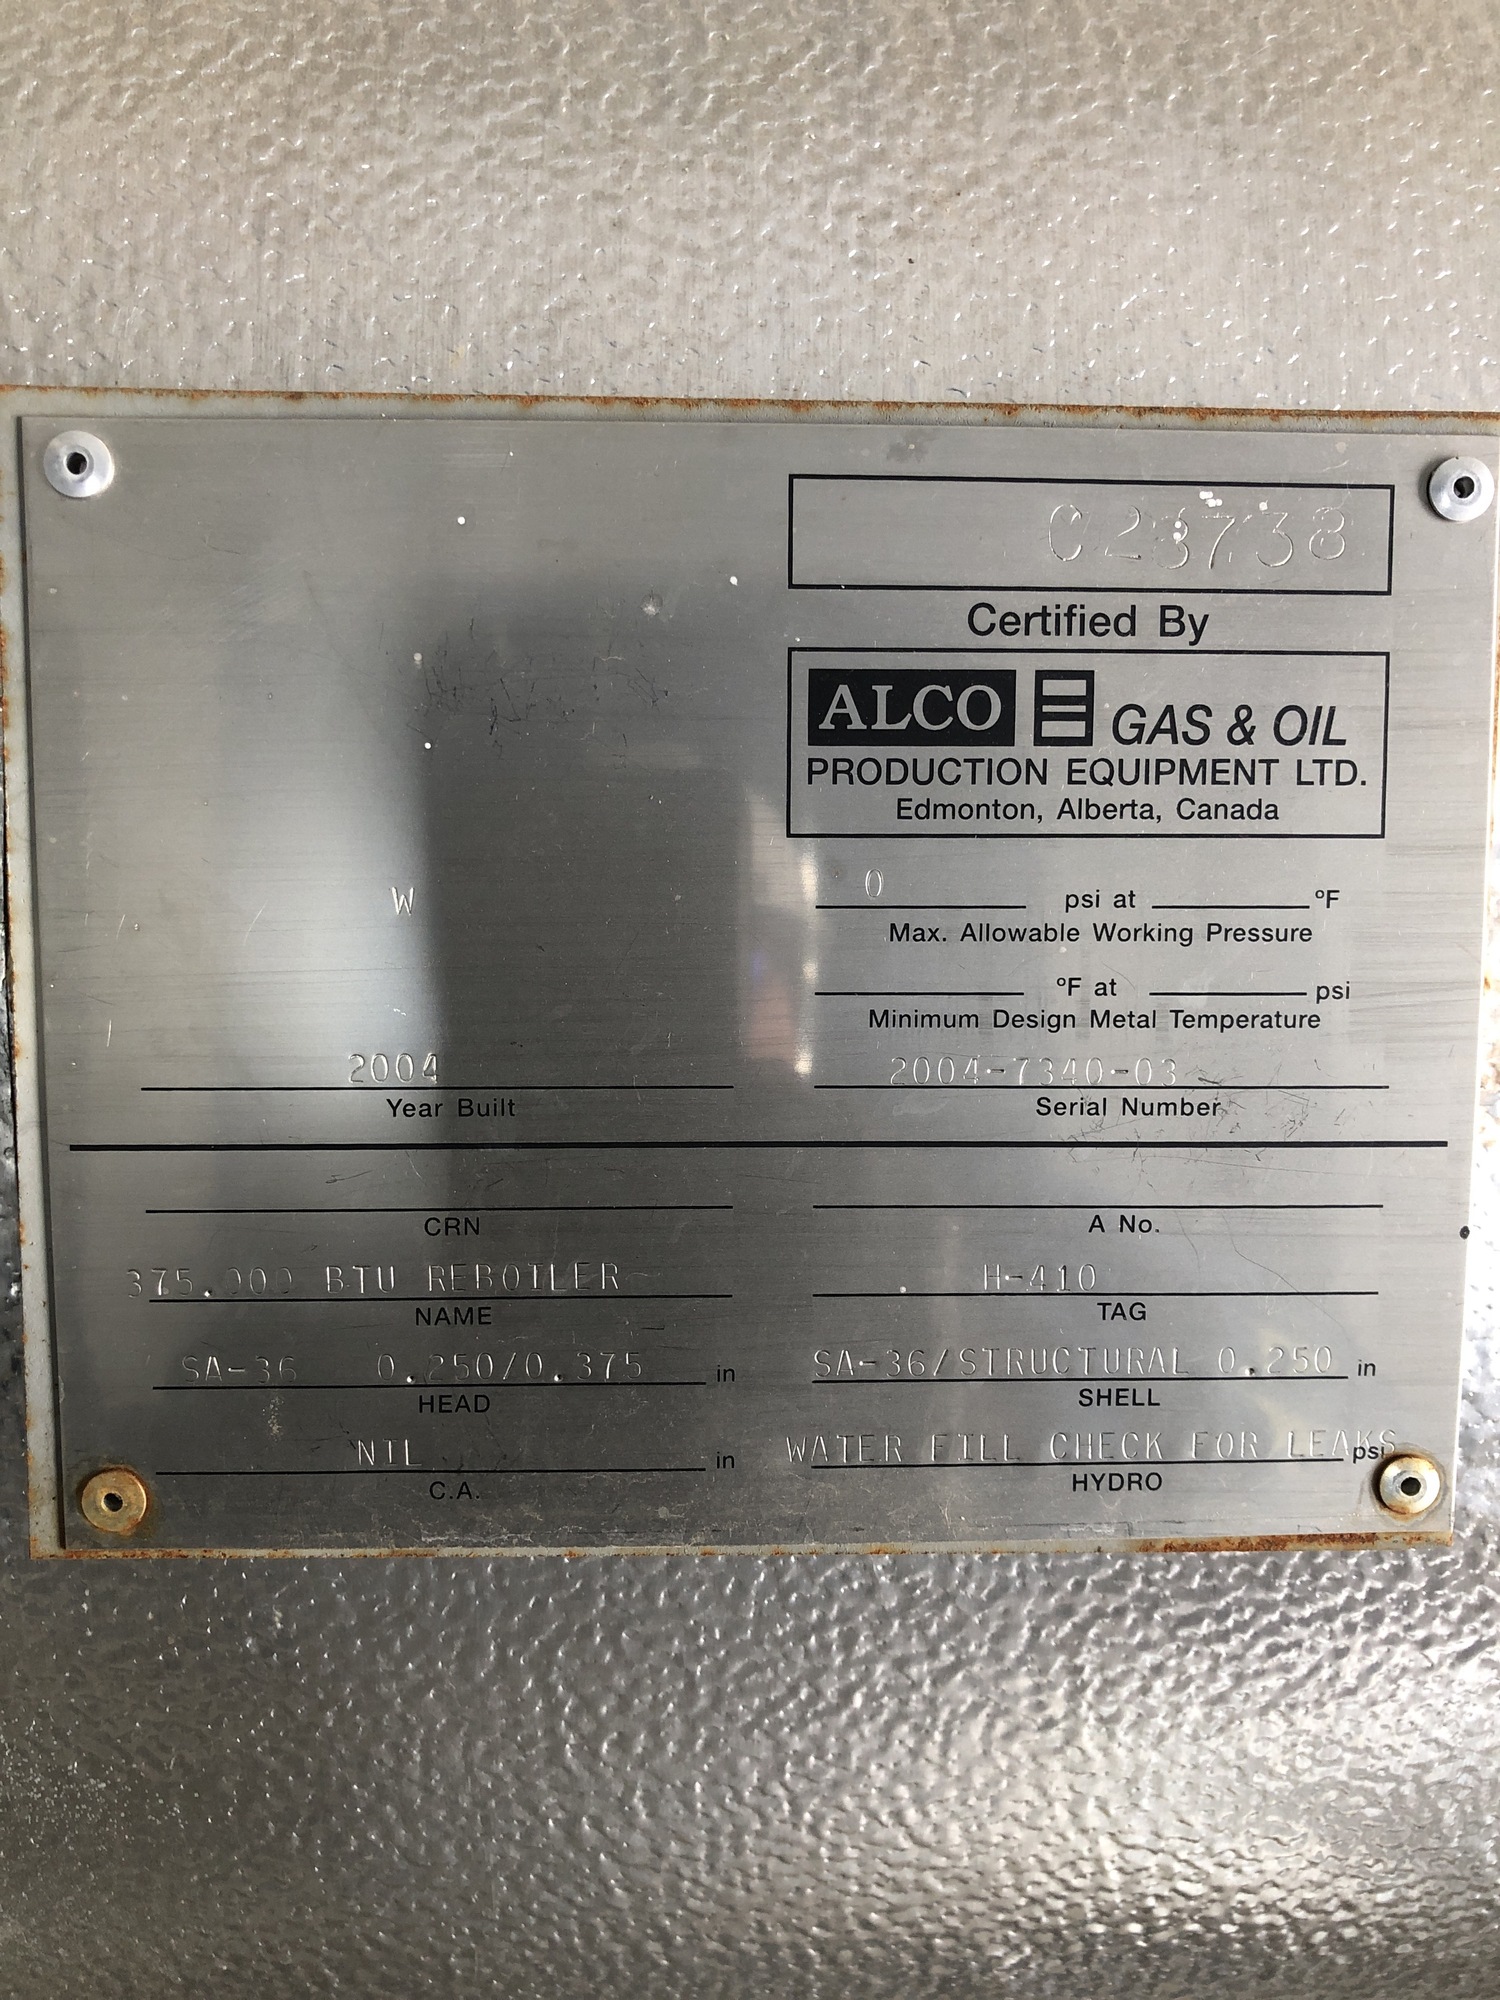 C23738
Certified By
ALCO GAS & OIL
PRODUCTION EQUIPMENT LTD.
Edmonton, Alberta, Canada
W
0 psi at °F
Max. Allowable Working Pressure
°F at psi
Minimum Design Metal Temperature
2004 2004-7340-03
Year Built Serial Number
CRN A No.
375.000 BTU REBOILER H-410
NAME TAG
SA-36 0.250/0.375 in SA-36/STRUCTURAL 0.250 in
HEAD SHELL
NIL in WATER FILL CHECK FOR LEAKS psi
C.A. HYDRO